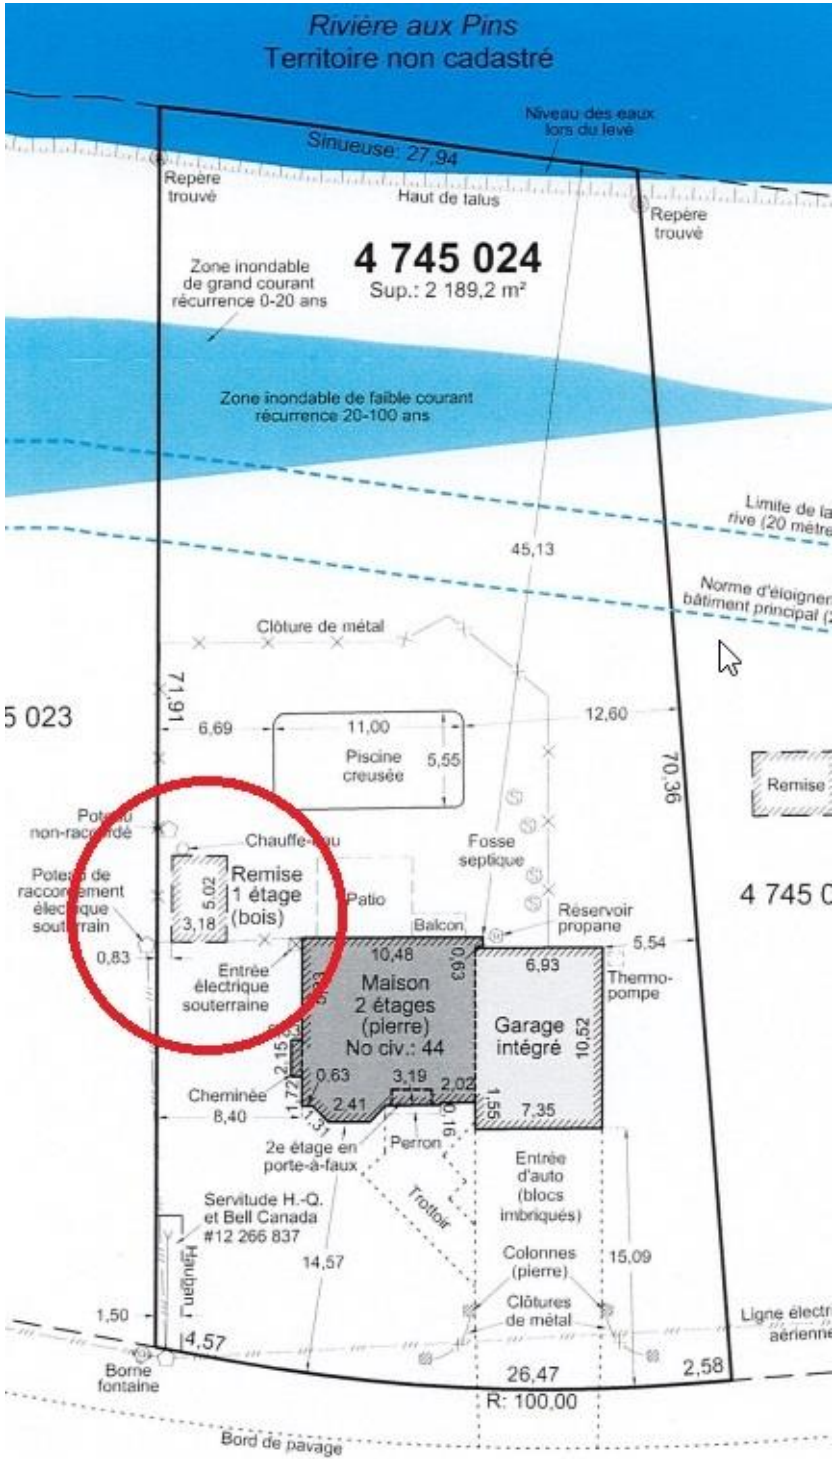 Rivière aux Pins
Territoire non cadastré
Niveau des eaux
lors du levé
Sinueuse: 27,94
Repère
trouvé
Haut de talus
Repère
trouvé
4 745 024
Sup.: 2 189,2 m²
Zone inondable
de grand courant
récurrence 0-20 ans
Zone inondable de faible courant
récurrence 20-100 ans
Limite de la
rive (20 mètre
45,13
Norme d'éloignem
bâtiment principal (2
Clôture de métal
71,91
5 023
6,69
11,00
12,60
Piscine
creusée
5,55
70,36
Remise
Poteau
non-raccordé
Chauffe-eau
Fosse
septique
Poteau de
raccordement
électrique
souterrain
Remise
1 étage
(bois)
5,02
3,18
Patio
4 745 0
Balcon
Réservoir
propane
0,83
Entrée
électrique
souterraine
10,48
0,63
6,93
5,54
Thermo-
pompe
Maison
2 étages
(pierre)
No civ.: 44
Garage
intégré
10,52
2,15
Cheminée
1,72
0,63
3,19
2,02
8,40
1,31
2,41
0,16
1,55
7,35
2e étage en
porte-à-faux
Perron
Entrée
d'auto
(blocs
imbriqués)
Trottoir
Servitude H.-Q.
et Bell Canada
#12 266 837
Hauban
14,57
Colonnes
(pierre)
15,09
Clôtures
de métal
1,50
4,57
Ligne électri
aérienne
Borne
fontaine
26,47
2,58
R: 100,00
Bord de pavage